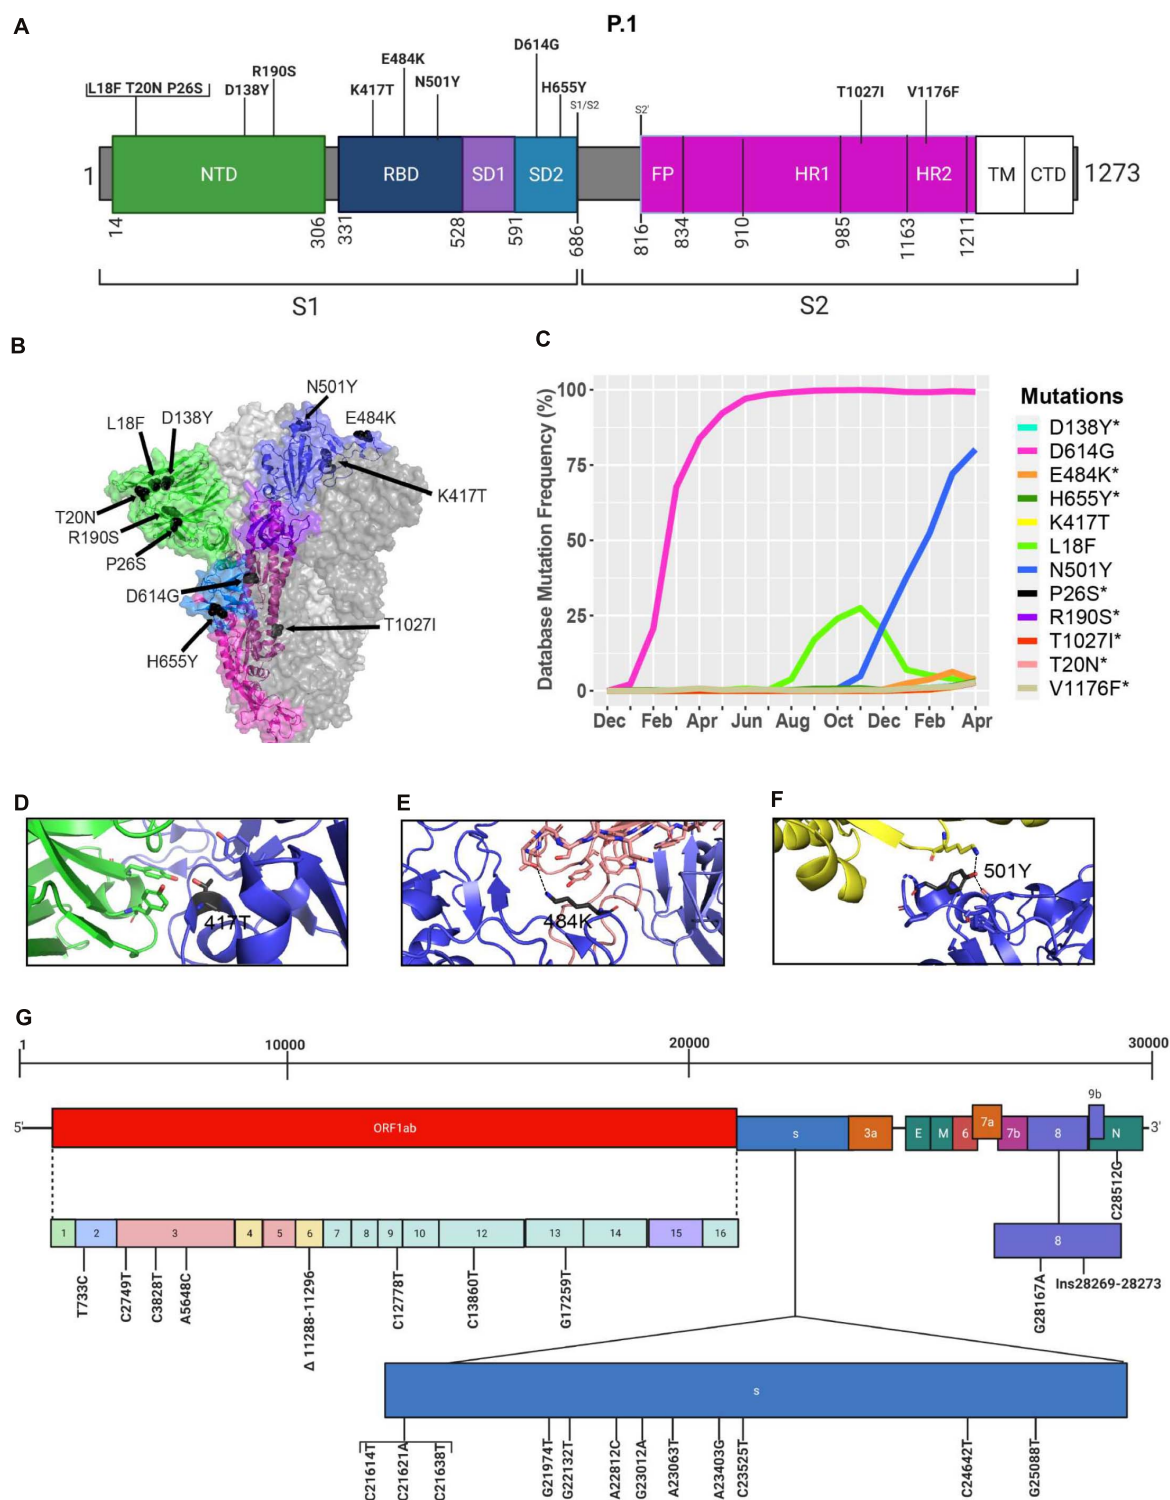 A
P.1
L18F T20N P26S
D138Y
R190S
K417T
E484K
N501Y
D614G
H655Y
S1/S2
S2'
T1027I
V1176F
1
NTD
RBD
SD1
SD2
FP
HR1
HR2
TM
CTD
1273
14
306
331
528
591
686
816
834
910
985
1163
1211
S1
S2
B
N501Y
E484K
D138Y
L18F
K417T
T20N
R190S
P26S
D614G
T1027I
H655Y
C
Database Mutation Frequency (%)
100
75
50
25
0
Dec
Feb
Apr
Jun
Aug
Oct
Dec
Feb
Apr
Mutations
D138Y*
D614G
E484K*
H655Y*
K417T
L18F
N501Y
P26S*
R190S*
T1027I*
T20N*
V1176F*
D
417T
E
484K
F
501Y
G
1
10000
20000
30000
5'
ORF1ab
s
3a
E
M
6
7a
7b
8
9b
N
3'
1
2
3
4
5
6
7
8
9
10
12
13
14
15
16
T733C
C2749T
C3828T
A5648C
Δ 11288-11296
C12778T
C13860T
G17259T
C28512G
8
G28167A
Ins28269-28273
s
C21614T
C21621A
C21638T
G21974T
G22132T
A22812C
G23012A
A23063T
A23403G
C23525T
C24642T
G25088T